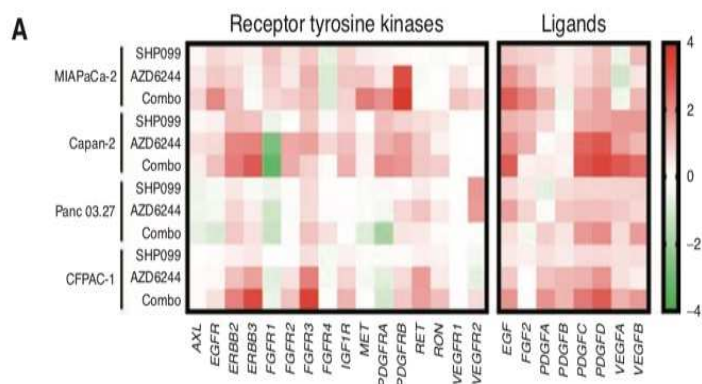 A
Receptor tyrosine kinases
Ligands
MIAPaCa-2
SHP099
AZD6244
Combo
Capan-2
SHP099
AZD6244
Combo
Panc 03.27
SHP099
AZD6244
Combo
CFPAC-1
SHP099
AZD6244
Combo
4
2
0
−2
−4
AXL
EGFR
ERBB2
ERBB3
FGFR1
FGFR2
FGFR3
FGFR4
IGF1R
MET
PDGFRA
PDGFRB
RET
RON
VEGFR1
VEGFR2
EGF
FGF2
PDGFA
PDGFB
PDGFC
PDGFD
VEGFA
VEGFB